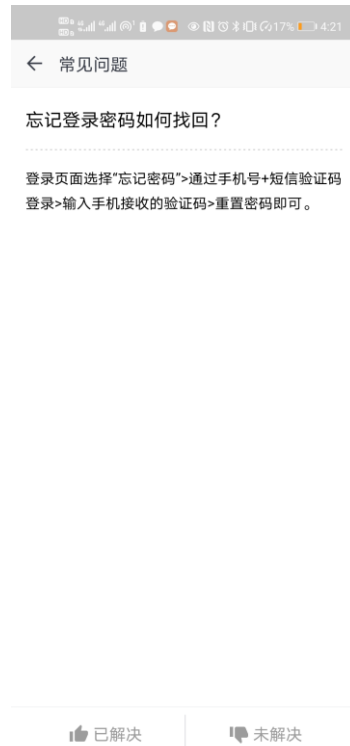 17% 4:21
常见问题
忘记登录密码如何找回？
登录页面选择"忘记密码">通过手机号+短信验证码
登录>输入手机接收的验证码>重置密码即可。
已解决 未解决